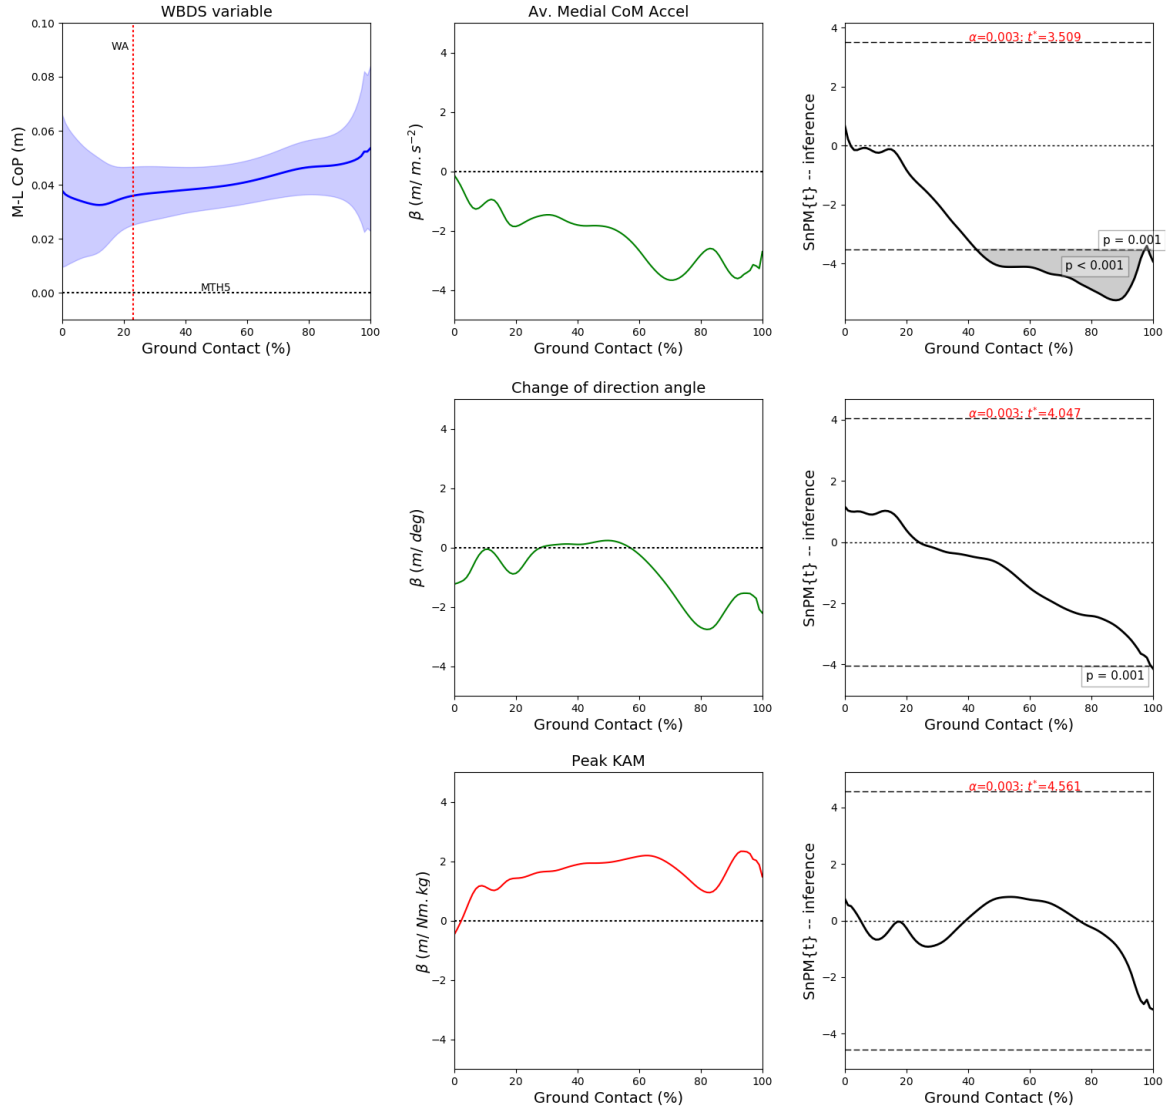 WBDS variable
Av. Medial CoM Accel
0.10
0.08
0.06
0.04
0.02
0.00
M-L CoP (m)
WA
MTH5
0 20 40 60 80 100
Ground Contact (%)
4
2
0
−2
−4
β (m/ m. s⁻²)
0 20 40 60 80 100
Ground Contact (%)
4
2
0
−2
−4
SnPM{t} -- inference
α=0.003: t*=3.509
p = 0.001
p < 0.001
0 20 40 60 80 100
Ground Contact (%)
Change of direction angle
4
2
0
−2
−4
β (m/ deg)
0 20 40 60 80 100
Ground Contact (%)
4
2
0
−2
−4
SnPM{t} -- inference
α=0.003: t*=4.047
p = 0.001
0 20 40 60 80 100
Ground Contact (%)
Peak KAM
4
2
0
−2
−4
β (m/ Nm. kg)
0 20 40 60 80 100
Ground Contact (%)
4
2
0
−2
−4
SnPM{t} -- inference
α=0.003: t*=4.561
0 20 40 60 80 100
Ground Contact (%)